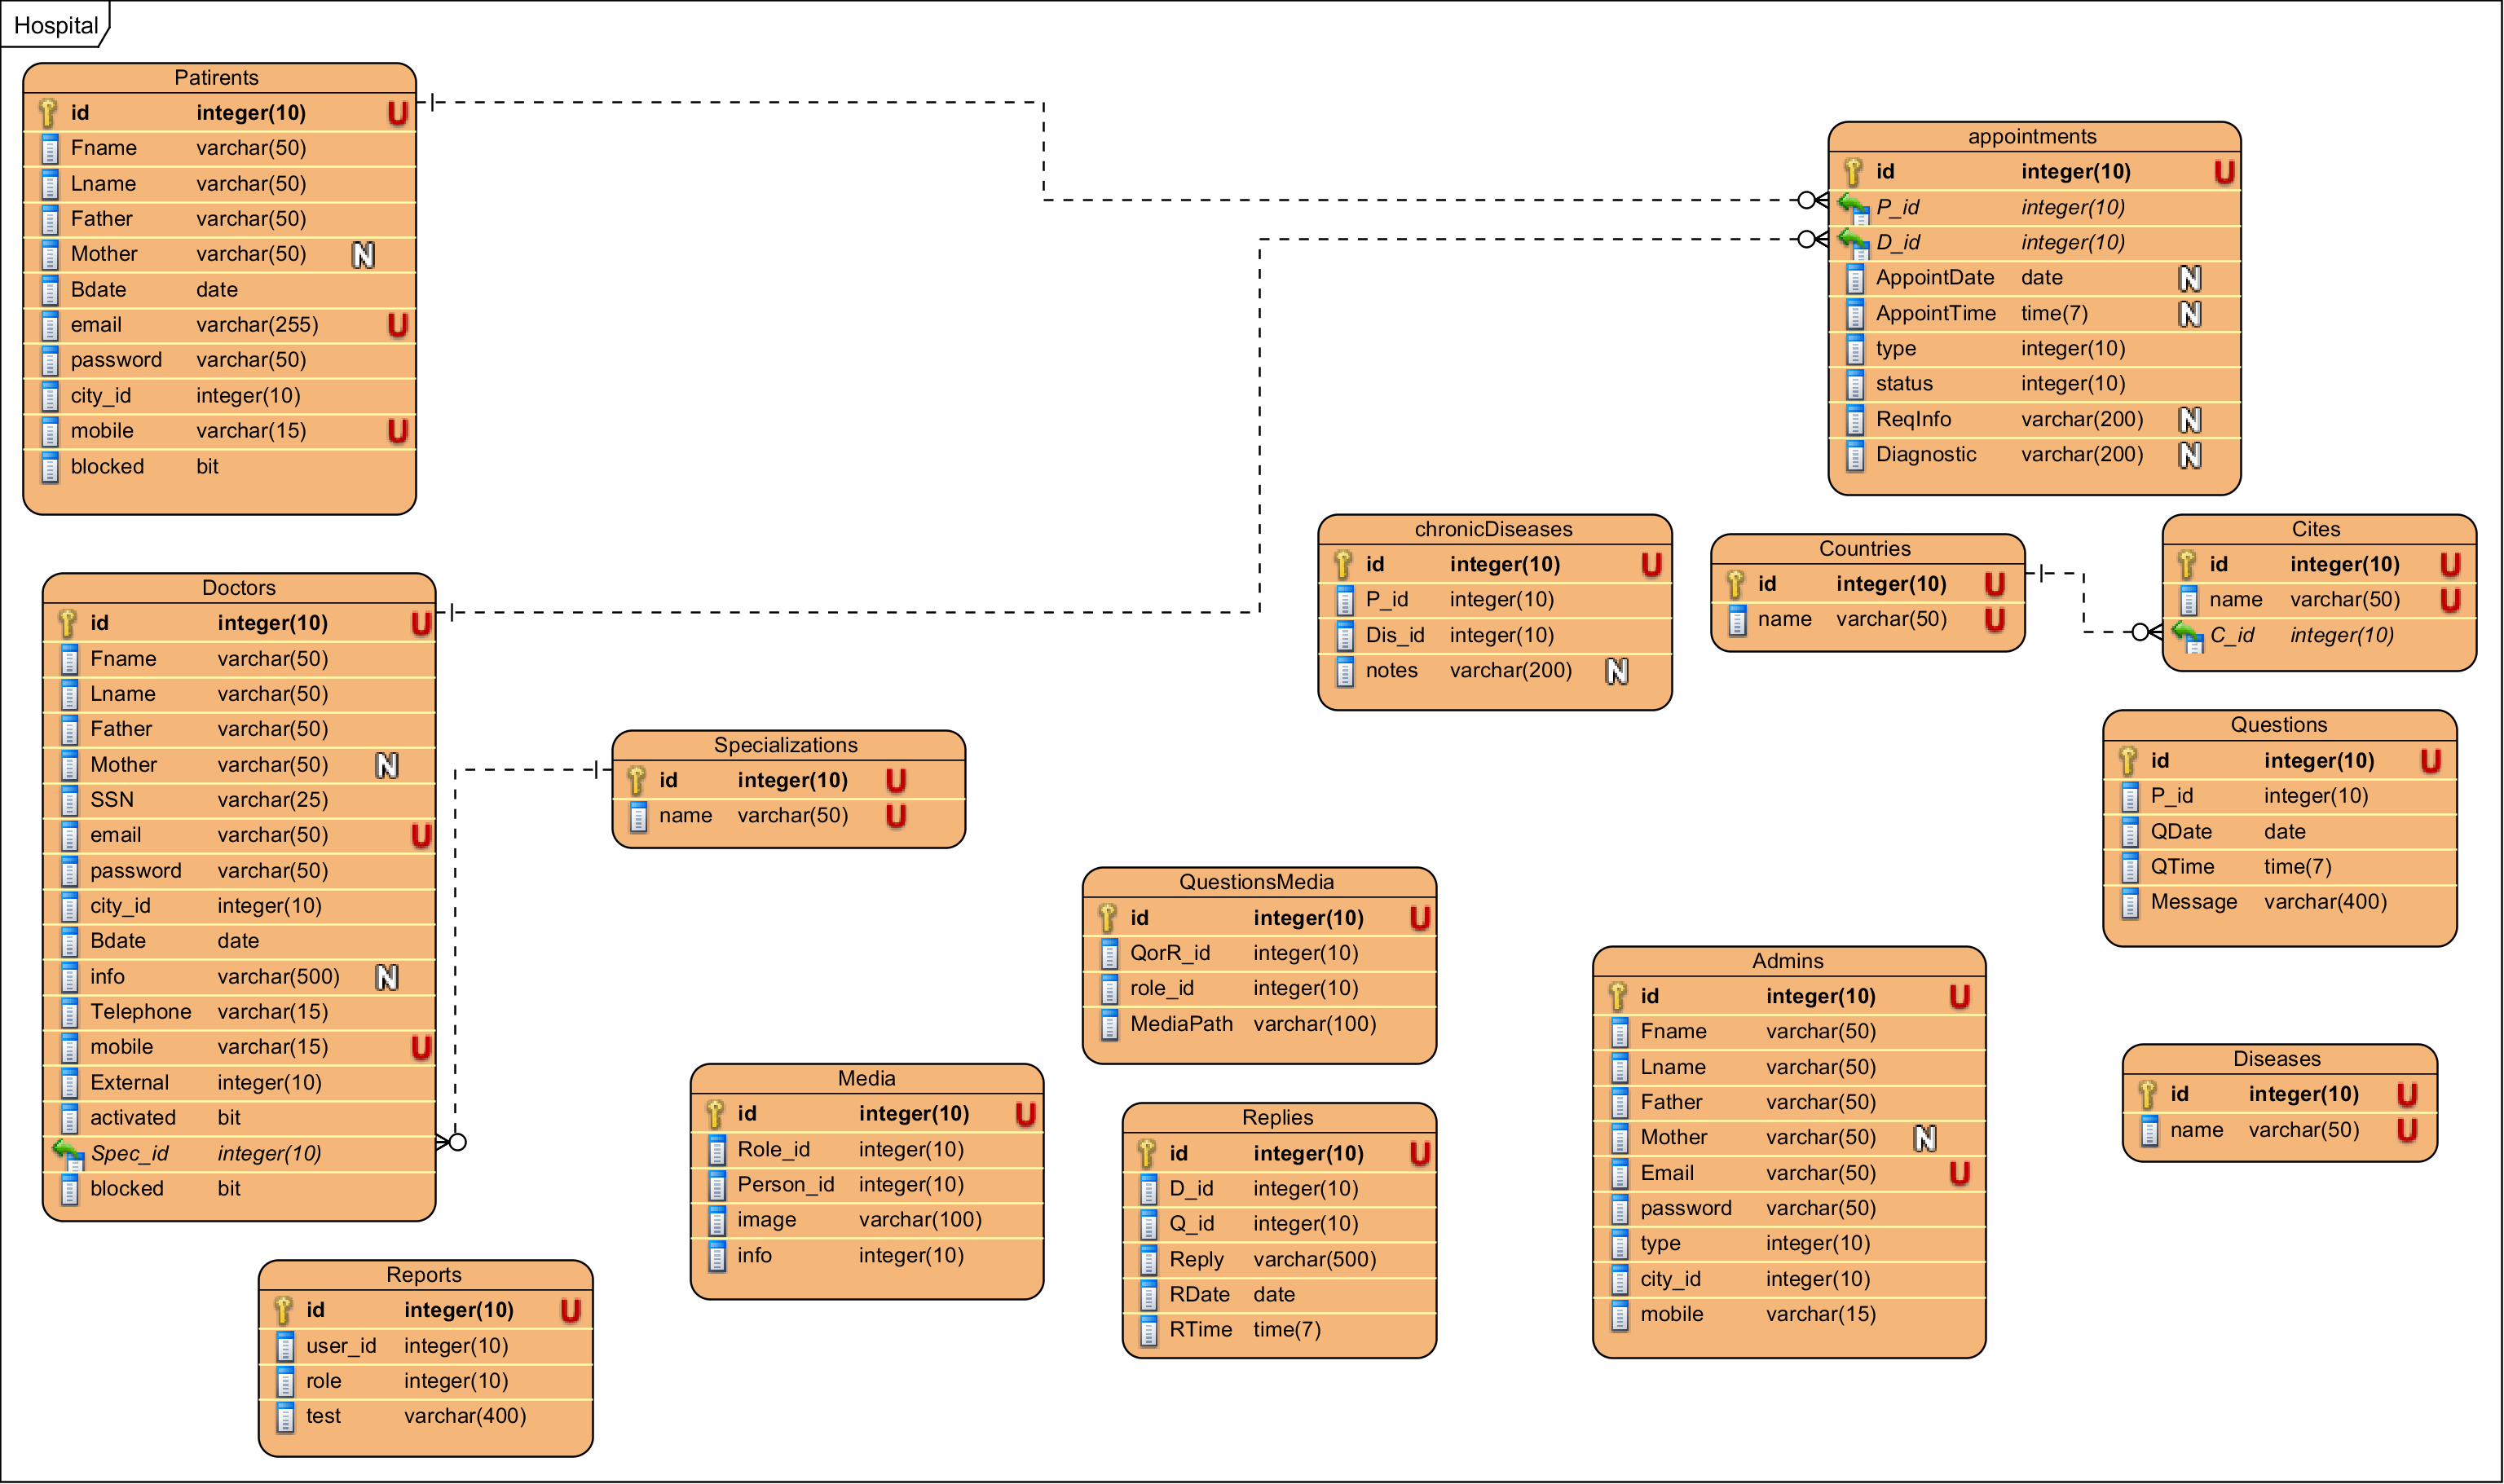 Hospital
Patirents
id integer(10) U
Fname varchar(50)
Lname varchar(50)
Father varchar(50)
Mother varchar(50) N
Bdate date
email varchar(255) U
password varchar(50)
city_id integer(10)
mobile varchar(15) U
blocked bit
appointments
id integer(10) U
P_id integer(10)
D_id integer(10)
AppointDate date N
AppointTime time(7) N
type integer(10)
status integer(10)
ReqInfo varchar(200) N
Diagnostic varchar(200) N
chronicDiseases
id integer(10) U
P_id integer(10)
Dis_id integer(10)
notes varchar(200) N
Countries
id integer(10) U
name varchar(50) U
Cites
id integer(10) U
name varchar(50) U
C_id integer(10)
Doctors
id integer(10) U
Fname varchar(50)
Lname varchar(50)
Father varchar(50)
Mother varchar(50) N
SSN varchar(25)
email varchar(50) U
password varchar(50)
city_id integer(10)
Bdate date
info varchar(500) N
Telephone varchar(15)
mobile varchar(15) U
External integer(10)
activated bit
Spec_id integer(10)
blocked bit
Specializations
id integer(10) U
name varchar(50) U
Questions
id integer(10) U
P_id integer(10)
QDate date
QTime time(7)
Message varchar(400)
QuestionsMedia
id integer(10) U
QorR_id integer(10)
role_id integer(10)
MediaPath varchar(100)
Admins
id integer(10) U
Fname varchar(50)
Lname varchar(50)
Father varchar(50)
Mother varchar(50) N
Email varchar(50) U
password varchar(50)
type integer(10)
city_id integer(10)
mobile varchar(15)
Diseases
id integer(10) U
name varchar(50) U
Media
id integer(10) U
Role_id integer(10)
Person_id integer(10)
image varchar(100)
info integer(10)
Replies
id integer(10) U
D_id integer(10)
Q_id integer(10)
Reply varchar(500)
RDate date
RTime time(7)
Reports
id integer(10) U
user_id integer(10)
role integer(10)
test varchar(400)